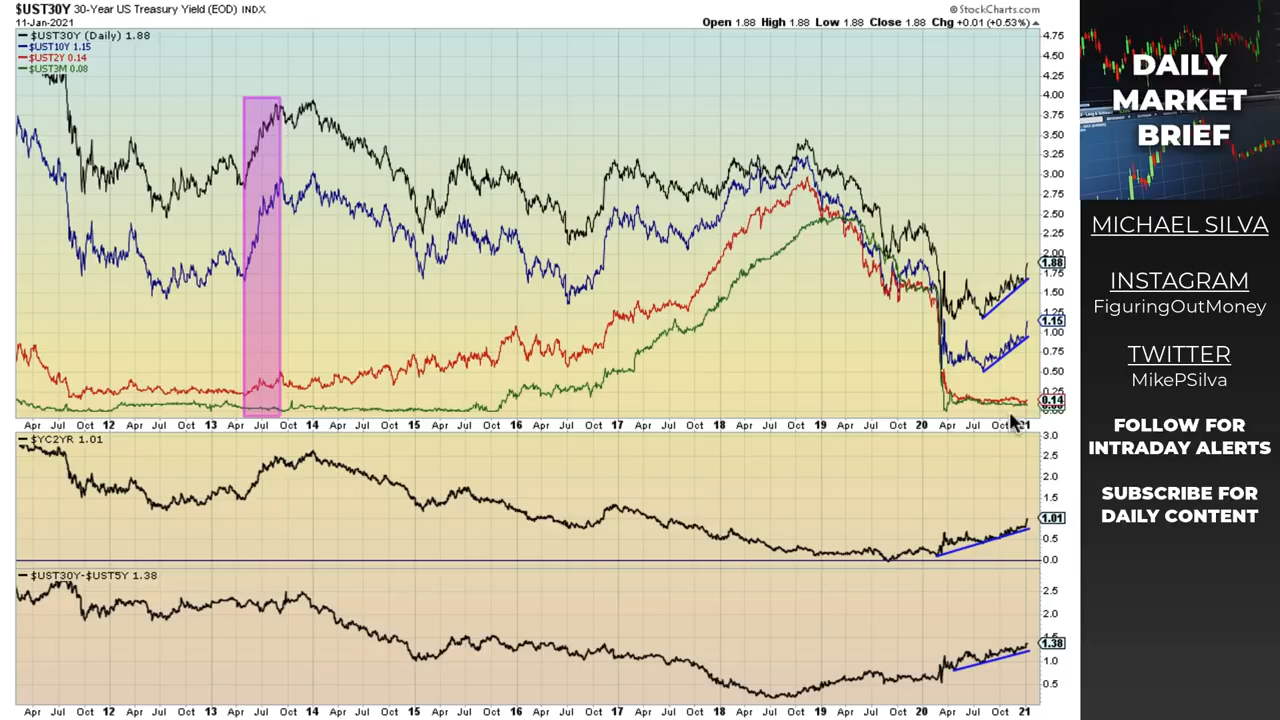 $UST30Y 30-Year US Treasury Yield (EOD) INDX
© StockCharts.com
11-Jan-2021
Open 1.88 High 1.88 Low 1.88 Close 1.88 Chg +0.01 (+0.53%)
$UST30Y (Daily) 1.88
$UST10Y 1.15
$UST2Y 0.14
$UST3M 0.08
4.75
4.50
4.25
4.00
3.75
3.50
3.25
3.00
2.75
2.50
2.25
2.00
1.88
1.75
1.50
1.25
1.15
1.00
0.75
0.50
0.25
0.14
Apr Jul Oct 12 Apr Jul Oct 13 Apr Jul Oct 14 Apr Jul Oct 15 Apr Jul Oct 16 Apr Jul Oct 17 Apr Jul Oct 18 Apr Jul Oct 19 Apr Jul Oct 20 Apr Jul Oct 21
$YC2YR 1.01
3.0
2.5
2.0
1.5
1.01
0.5
0.0
$UST30Y-$UST5Y 1.38
2.5
2.0
1.5
1.38
1.0
0.5
Apr Jul Oct 12 Apr Jul Oct 13 Apr Jul Oct 14 Apr Jul Oct 15 Apr Jul Oct 16 Apr Jul Oct 17 Apr Jul Oct 18 Apr Jul Oct 19 Apr Jul Oct 20 Apr Jul Oct 21
DAILY
MARKET
BRIEF
MICHAEL SILVA
INSTAGRAM
FiguringOutMoney
TWITTER
MikePSilva
FOLLOW FOR
INTRADAY ALERTS
SUBSCRIBE FOR
DAILY CONTENT